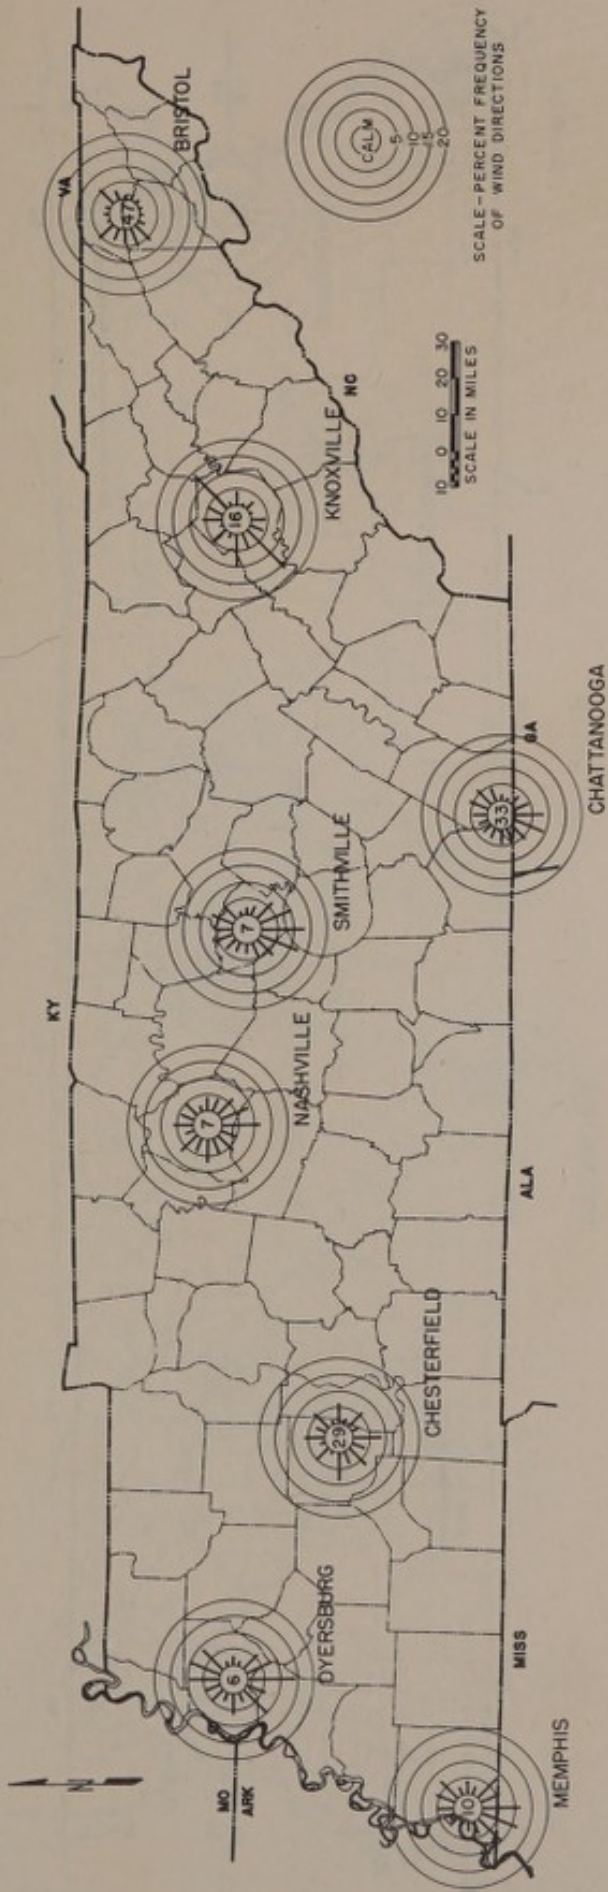 KY
VA
BRISTOL
47
KNOXVILLE
16
NC
SMITHVILLE
7
NASHVILLE
7
CHATTANOOGA
33
GA
CHESTERFIELD
29
ALA
DYERSBURG
6
MO
ARK
N
MEMPHIS
10
MISS
10 0 10 20 30
SCALE IN MILES
CALM
5
10
15
20
SCALE-PERCENT FREQUENCY
OF WIND DIRECTIONS